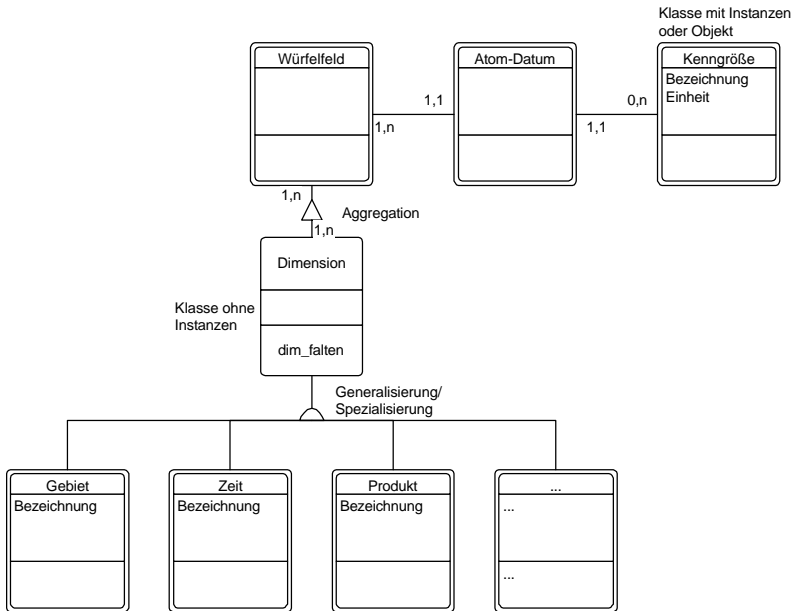 Klasse mit Instanzen
oder Objekt
Würfelfeld
Atom-Datum
Kenngröße
Bezeichnung
Einheit
1,n
1,1
1,1
0,n
1,n
Aggregation
1,n
Dimension
Klasse ohne
Instanzen
dim_falten
Generalisierung/
Spezialisierung
Gebiet
Bezeichnung
Zeit
Bezeichnung
Produkt
Bezeichnung
...
...
...